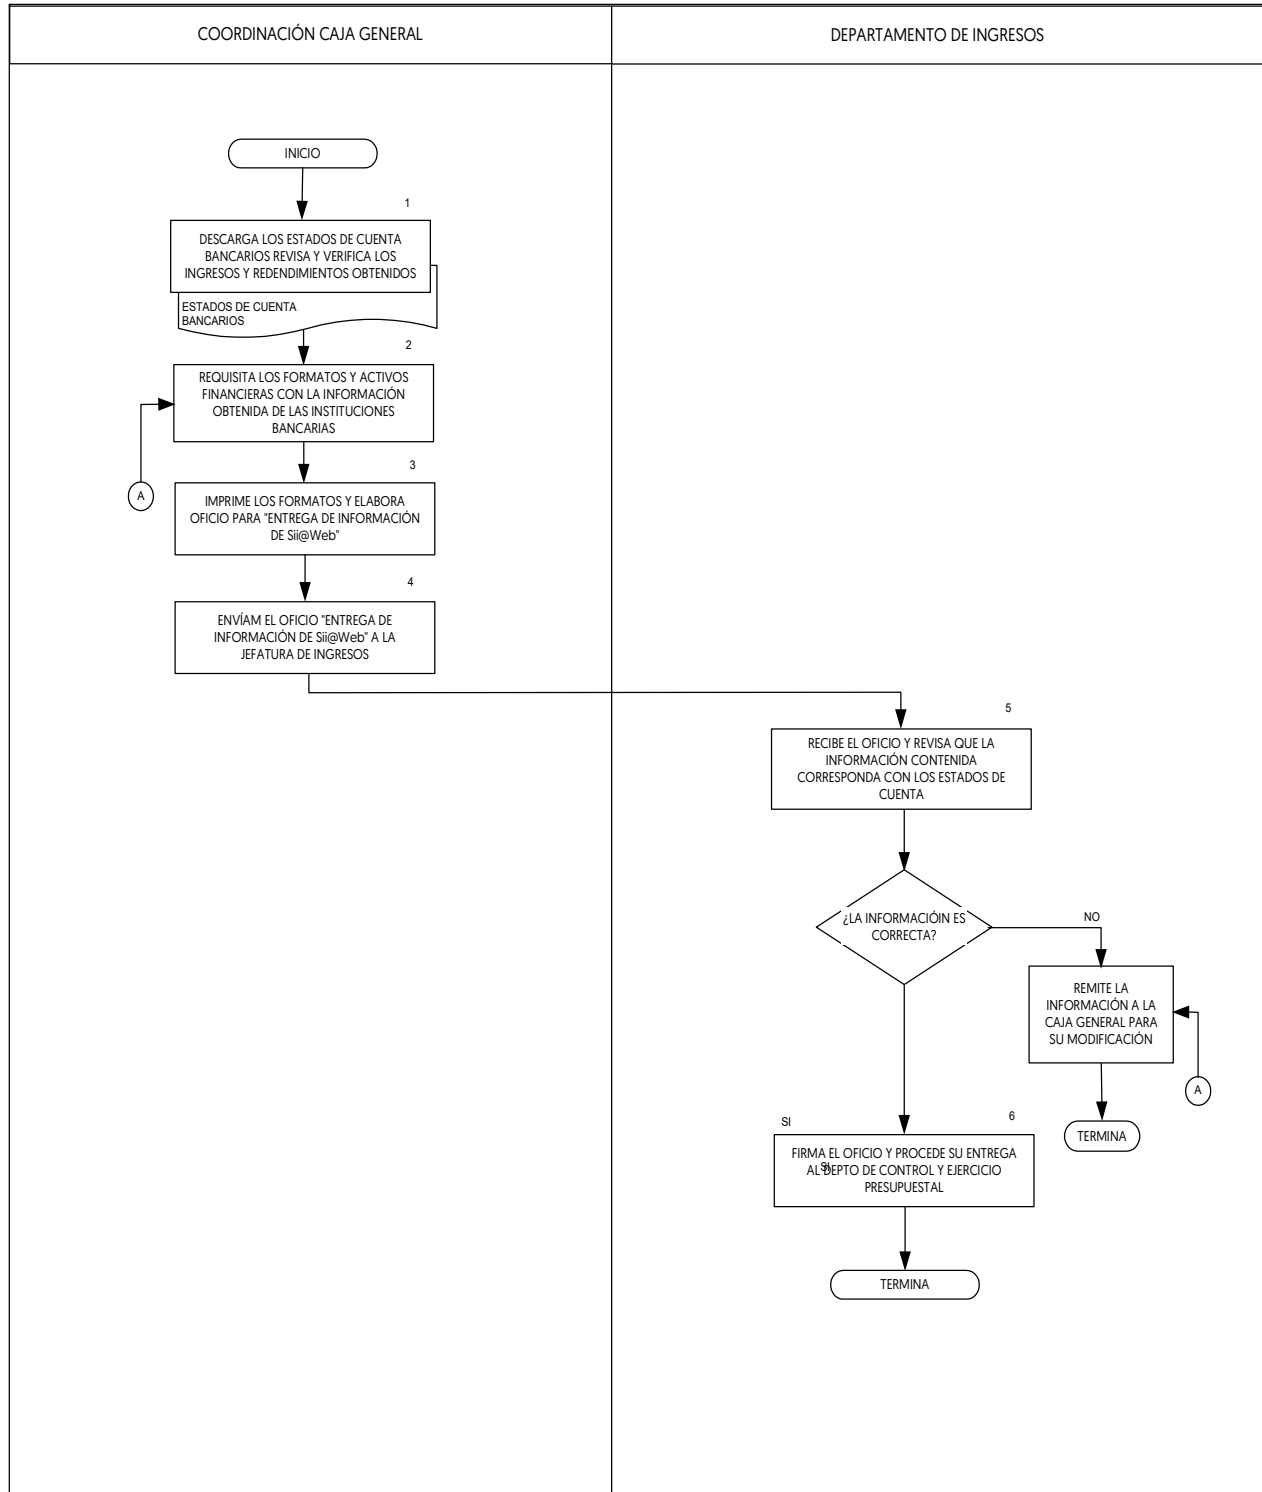 COORDINACIÓN CAJA GENERAL
DEPARTAMENTO DE INGRESOS
INICIO
1
DESCARGA LOS ESTADOS DE CUENTA
BANCARIOS REVISA Y VERIFICA LOS
INGRESOS Y REDENDIMIENTOS OBTENIDOS
ESTADOS DE CUENTA
BANCARIOS
2
REQUISITA LOS FORMATOS Y ACTIVOS
FINANCIERAS CON LA INFORMACIÓN
OBTENIDA DE LAS INSTITUCIONES
BANCARIAS
A
3
IMPRIME LOS FORMATOS Y ELABORA
OFICIO PARA "ENTREGA DE INFORMACIÓN
DE Sii@Web"
4
ENVÍAM EL OFICIO "ENTREGA DE
INFORMACIÓN DE Sii@Web" A LA
JEFATURA DE INGRESOS
5
RECIBE EL OFICIO Y REVISA QUE LA
INFORMACIÓN CONTENIDA
CORRESPONDA CON LOS ESTADOS DE
CUENTA
¿LA INFORMACIÓIN ES
CORRECTA?
NO
REMITE LA
INFORMACIÓN A LA
CAJA GENERAL PARA
SU MODIFICACIÓN
A
TERMINA
SI
6
FIRMA EL OFICIO Y PROCEDE SU ENTREGA
AL DEPTO DE CONTROL Y EJERCICIO
PRESUPUESTAL
SI
TERMINA